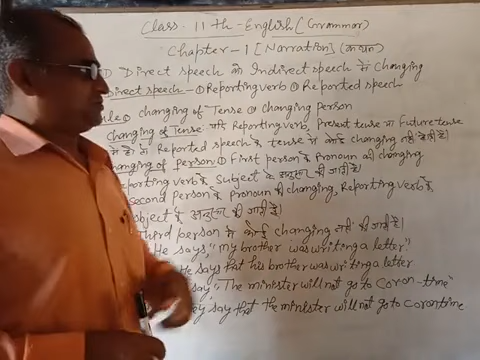 Class - 11th - English (Grammar)
Chapter-1 [Narration] (कथन)
① Direct speech को Indirect speech में changing
Direct speech - ① Reporting verb ② Reported speech
① changing of Tense ② changing person
changing of Tense यदि Reporting verb, Present tense या Future tense
में हो तो Reported speech के tense में कोई changing नहीं होती है।
changing of person ① First person के Pronoun की changing
reporting verb के Subject के अनुसार की जाती है।
second person के Pronoun की changing, Reporting verb के
object के अनुसार की जाती है।
Third person में कोई changing नहीं की जाती है।
He says, "my brother was writing a letter"
He says that his brother was writing a letter
say, "The minister will not go to coron-time"
say that the minister will not go to corontime